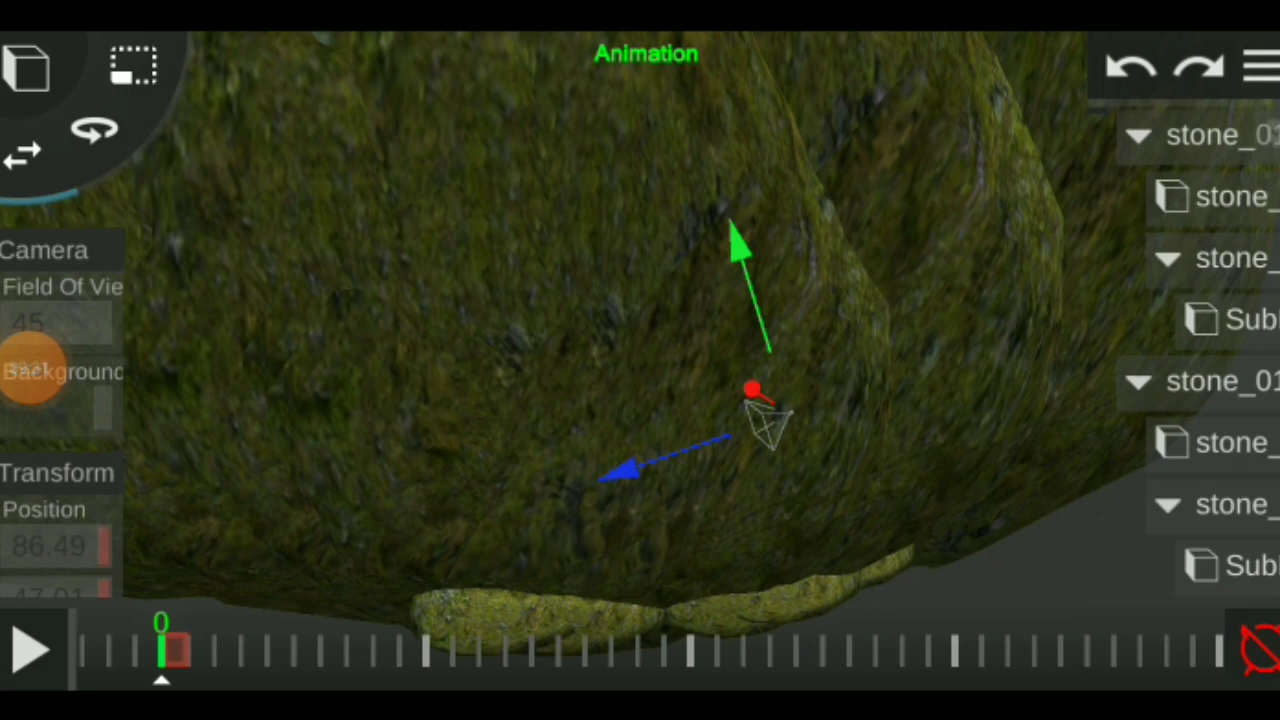 Animation
Camera
Field Of Vie
45
Background
Transform
Position
86.49
0
stone_0
stone_
stone_
Sub
stone_01
stone_
stone_
Sub